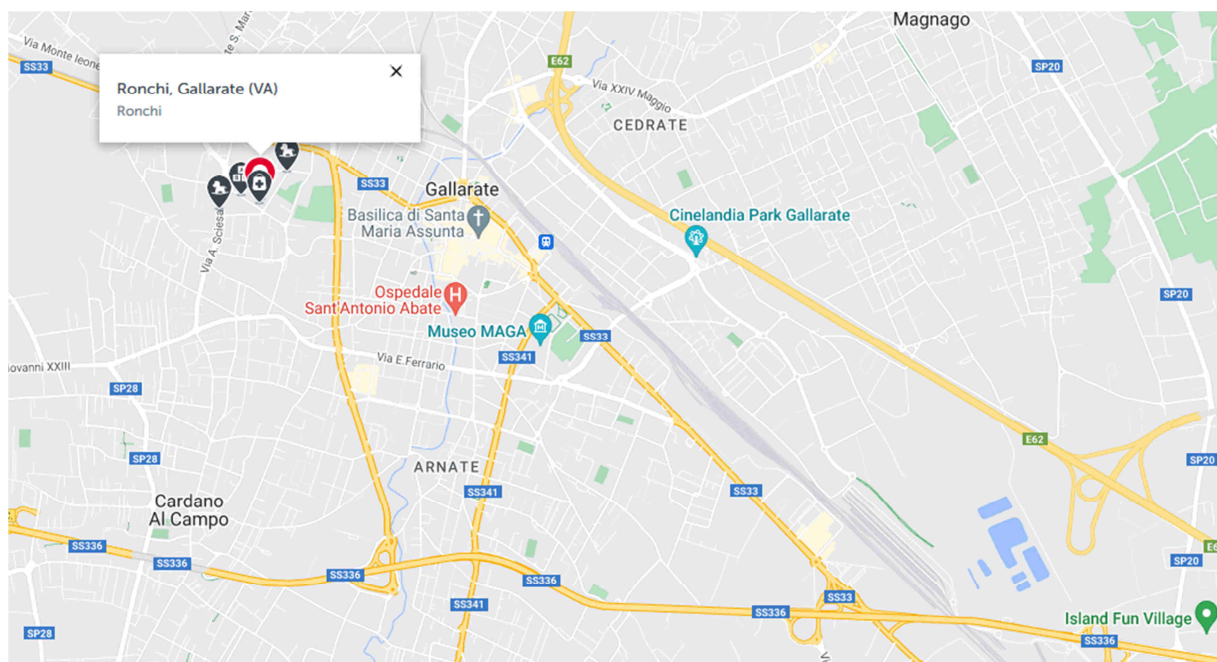 Magnago
Via Monte leone
te S. Mar
E62
SS33
SP20
Ronchi, Gallarate (VA)
Ronchi
Via XXIV Maggio
CEDRATE
SS33
Gallarate
Basilica di Santa
Maria Assunta
Cinelandia Park Gallarate
Via A. Sciesa
Ospedale
Sant'Antonio Abate
H
SP20
Museo MAGA
SS33
SS341
Via E.Ferrario
iovanni XXIII
SP28
E62
SP28
ARNATE
SP20
SS341
SS33
Cardano
Al Campo
SS336
SS336
SS336
SS336
E6
SP20
SS33
SS341
SS336
SS336
Island Fun Village
SP28